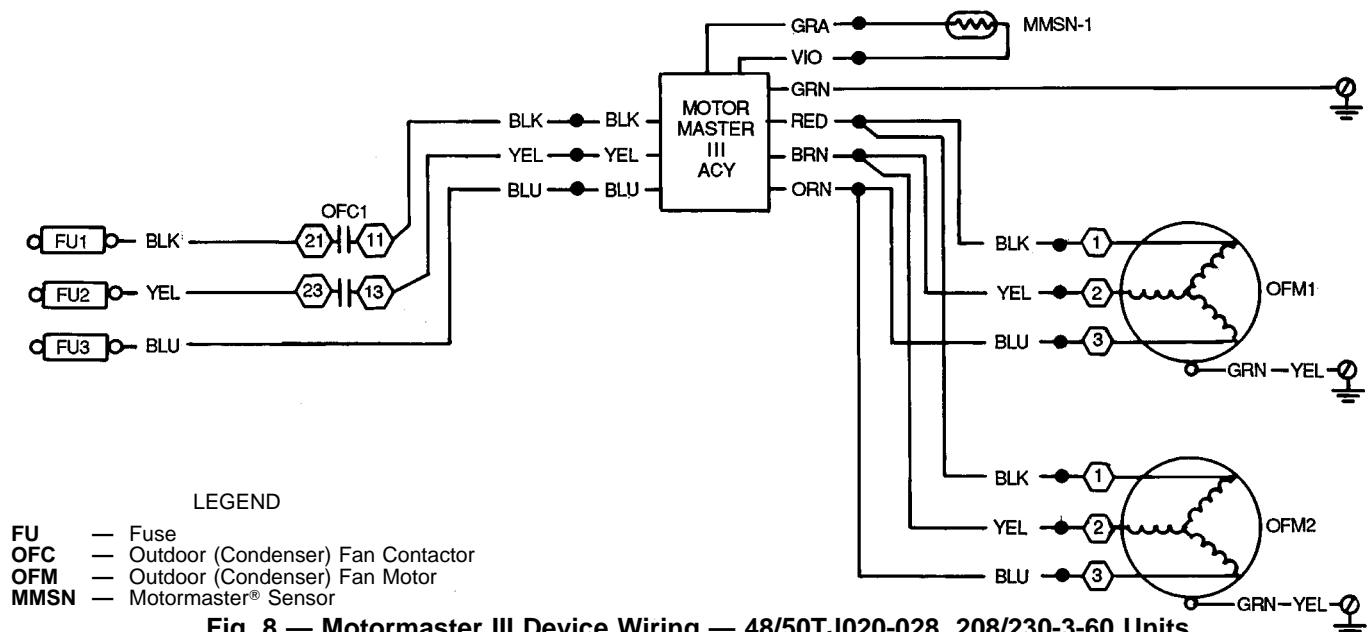 GRA
MMSN-1
VIO
GRN
MOTOR
MASTER
III
ACY
BLK BLK RED
YEL YEL BRN
BLU BLU ORN
OFC1
FU1 BLK 21 11
BLK 1
FU2 YEL 23 13
YEL 2 OFM1
FU3 BLU
BLU 3
GRN-YEL
BLK 1
YEL 2 OFM2
BLU 3
GRN-YEL
LEGEND
FU — Fuse
OFC — Outdoor (Condenser) Fan Contactor
OFM — Outdoor (Condenser) Fan Motor
MMSN — Motormaster® Sensor
Fig. 8 — Motormaster III Device Wiring — 48/50TJ020-028, 208/230-3-60 Units